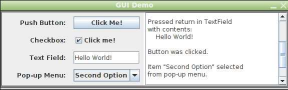 GUI Demo
Push Button:
Click Me!
Checkbox:
Click me!
Text Field:
Hello World!
Pop-up Menu:
Second Option
Pressed return in TextField
with contents:
Hello World!
Button was clicked.
Item "Second Option" selected
from pop-up menu.